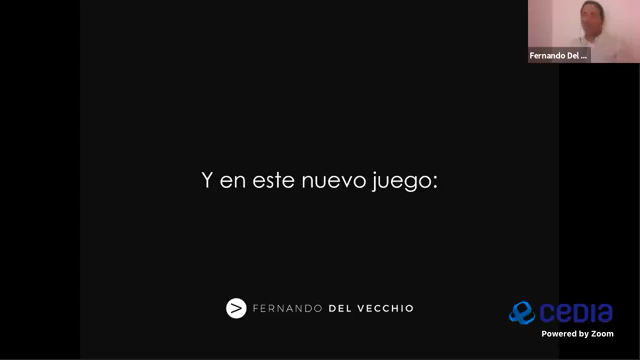 Fernando Del ...
Y en este nuevo juego:
> FERNANDO DEL VECCHIO
CEDIA
Powered by Zoom